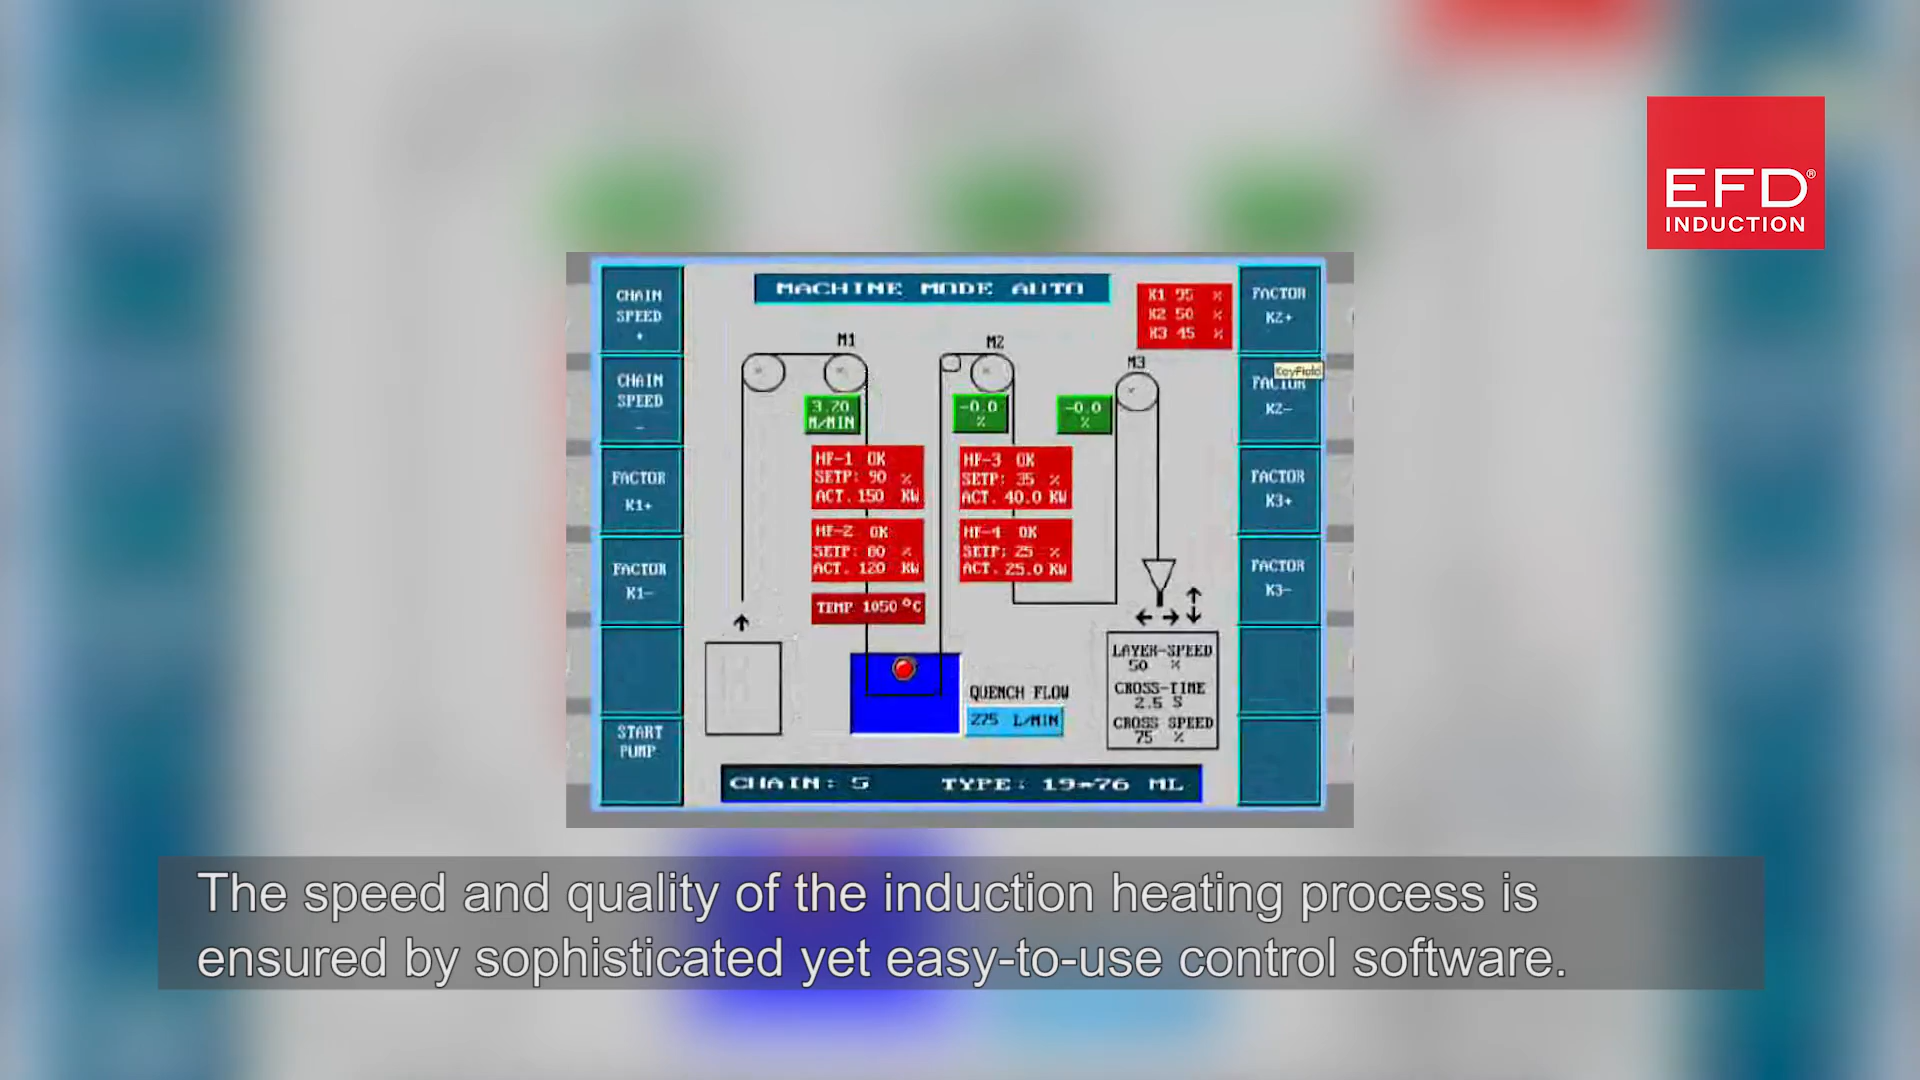 EFD®
INDUCTION
MACHINE MODE AUTO
CHAIN
SPEED
+
CHAIN
SPEED
-
FACTOR
K1+
FACTOR
K1-
START
PUMP
K1 95 %
K2 50 %
K3 45 %
FACTOR
K2+
KeyField
FACTOR
K2-
FACTOR
K3+
FACTOR
K3-
M1
M2
M3
3.20
M/MIN
-0.0
%
-0.0
%
HF-1 OK
SETP: 90 %
ACT. 150 KW
HF-2 OK
SETP: 80 %
ACT. 120 KW
TEMP 1050 °C
HF-3 OK
SETP: 35 %
ACT. 40.0 KW
HF-4 OK
SETP: 25 %
ACT. 25.0 KW
QUENCH FLOW
275 L/MIN
LAYER-SPEED
50 %
CROSS-TIME
2.5 S
CROSS SPEED
75 %
CHAIN: 5 TYPE: 19*76 ML
The speed and quality of the induction heating process is
ensured by sophisticated yet easy-to-use control software.